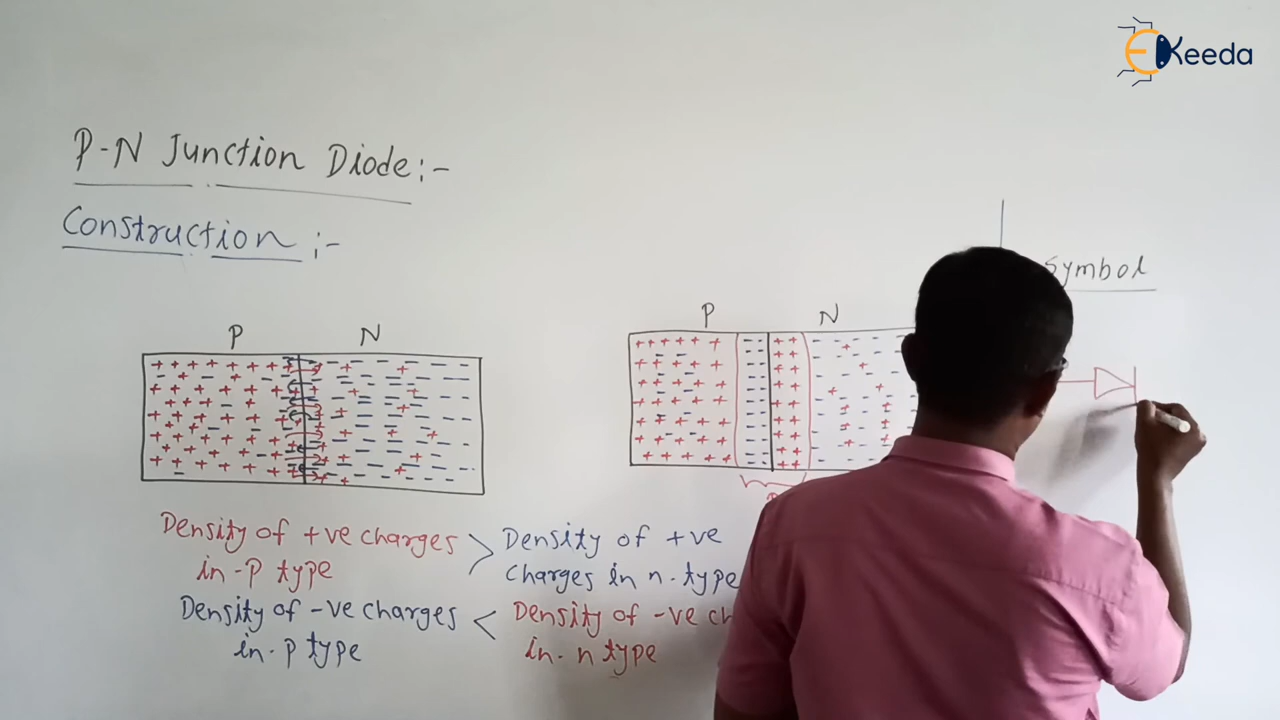 EKeeda
P-N Junction Diode:-
Construction :-
Symbol
P N
P N
Density of +ve charges > Density of +ve
in-p type charges in n-type
Density of -ve charges < Density of -ve
in-p type in-n type